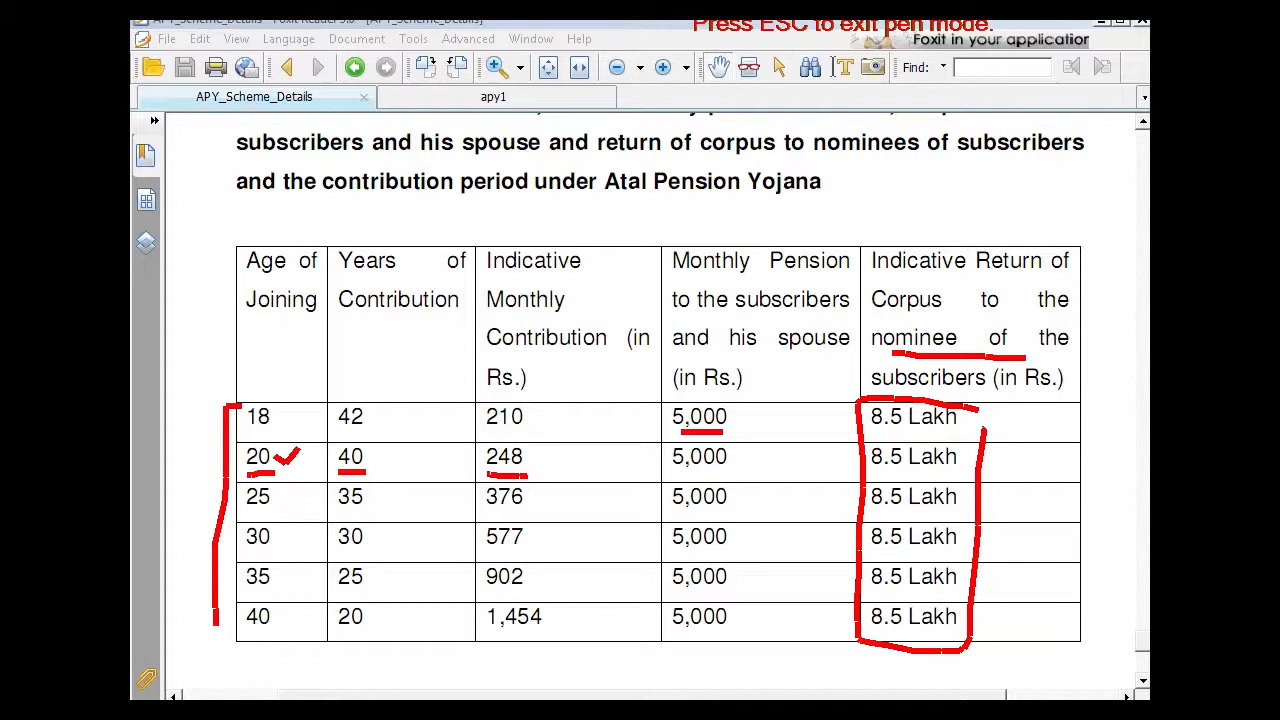 Press ESC to exit pen mode.
File Edit View Language Document Tools Advanced Window Help
Foxit in your application
Find:
APY_Scheme_Details apy1
subscribers and his spouse and return of corpus to nominees of subscribers
and the contribution period under Atal Pension Yojana
Age of Years of Indicative Monthly Pension Indicative Return of
Joining Contribution Monthly to the subscribers Corpus to the
Contribution (in and his spouse nominee of the
Rs.) (in Rs.) subscribers (in Rs.)
18 42 210 5,000 8.5 Lakh
20 40 248 5,000 8.5 Lakh
25 35 376 5,000 8.5 Lakh
30 30 577 5,000 8.5 Lakh
35 25 902 5,000 8.5 Lakh
40 20 1,454 5,000 8.5 Lakh